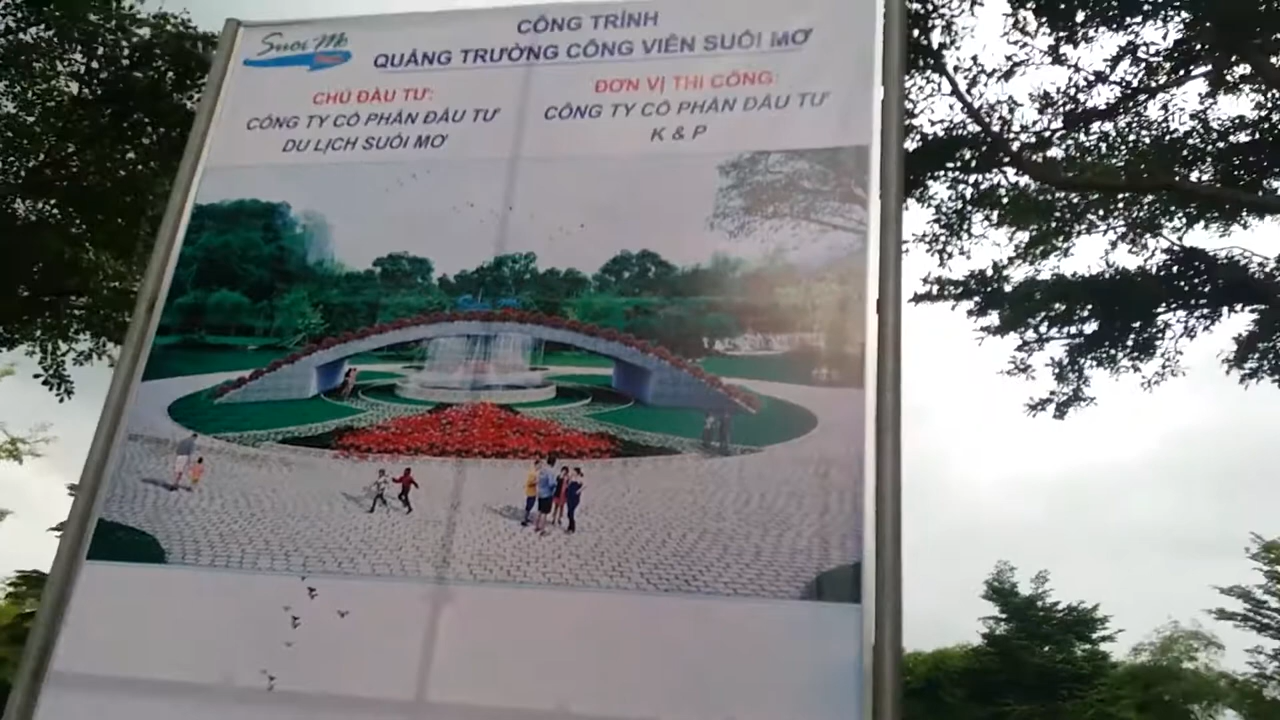 Suối Mơ
CÔNG TRÌNH
QUẢNG TRƯỜNG CÔNG VIÊN SUỐI MƠ
CHỦ ĐẦU TƯ:
CÔNG TY CỔ PHẦN ĐẦU TƯ
DU LỊCH SUỐI MƠ
ĐƠN VỊ THI CÔNG:
CÔNG TY CỔ PHẦN ĐẦU TƯ
K & P